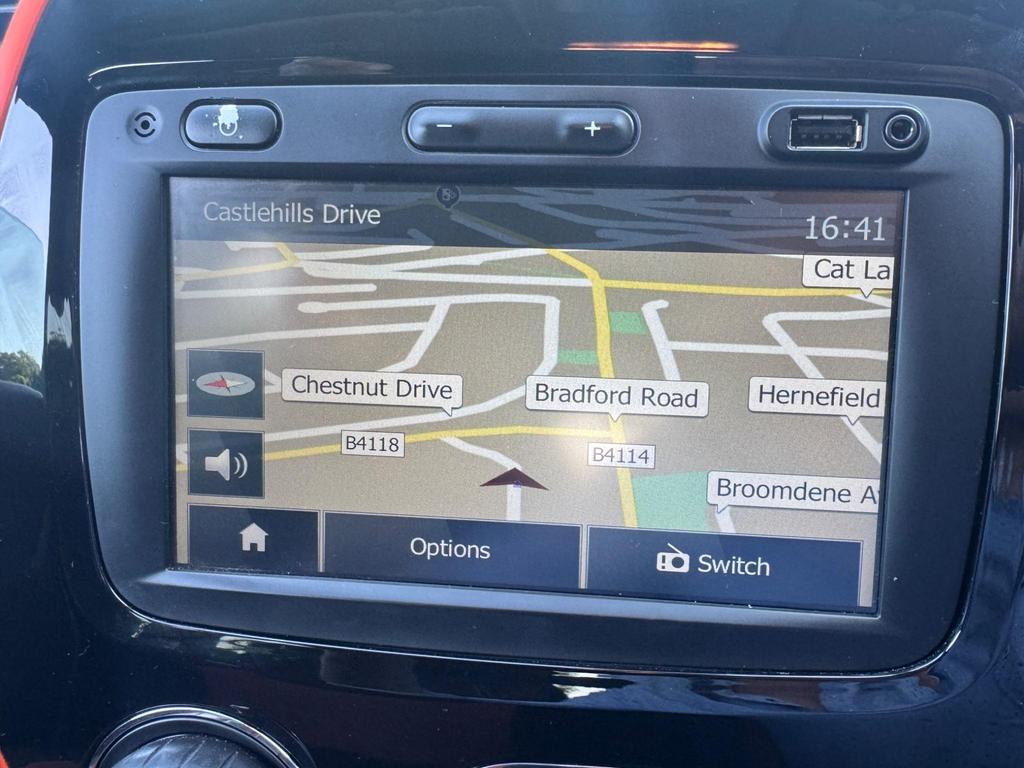 − +
Castlehills Drive
16:41
Cat La
Chestnut Drive
Bradford Road
Hernefield
B4118
B4114
Broomdene A
Options
Switch